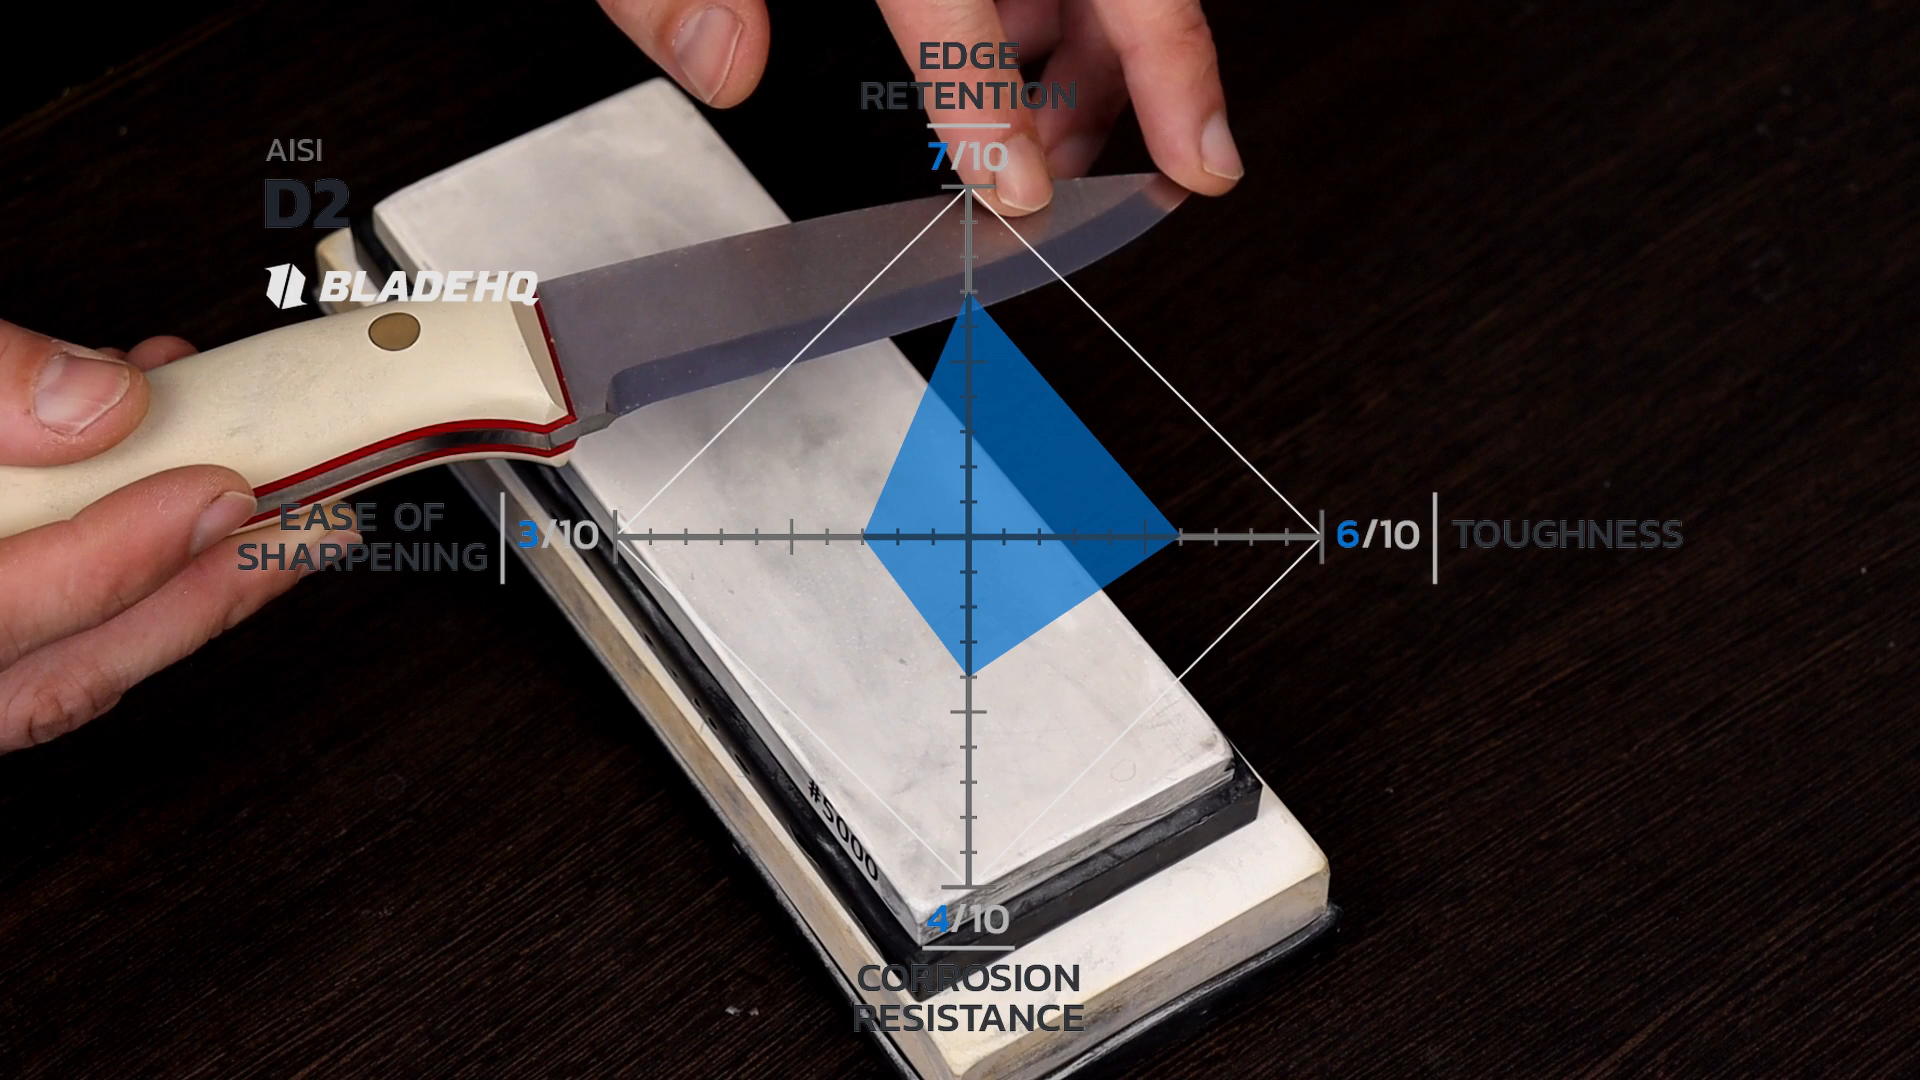 EDGE
RETENTION
7/10
AISI
D2
BLADEHQ
EASE OF
SHARPENING
3/10
6/10
TOUGHNESS
#5000
4/10
CORROSION
RESISTANCE